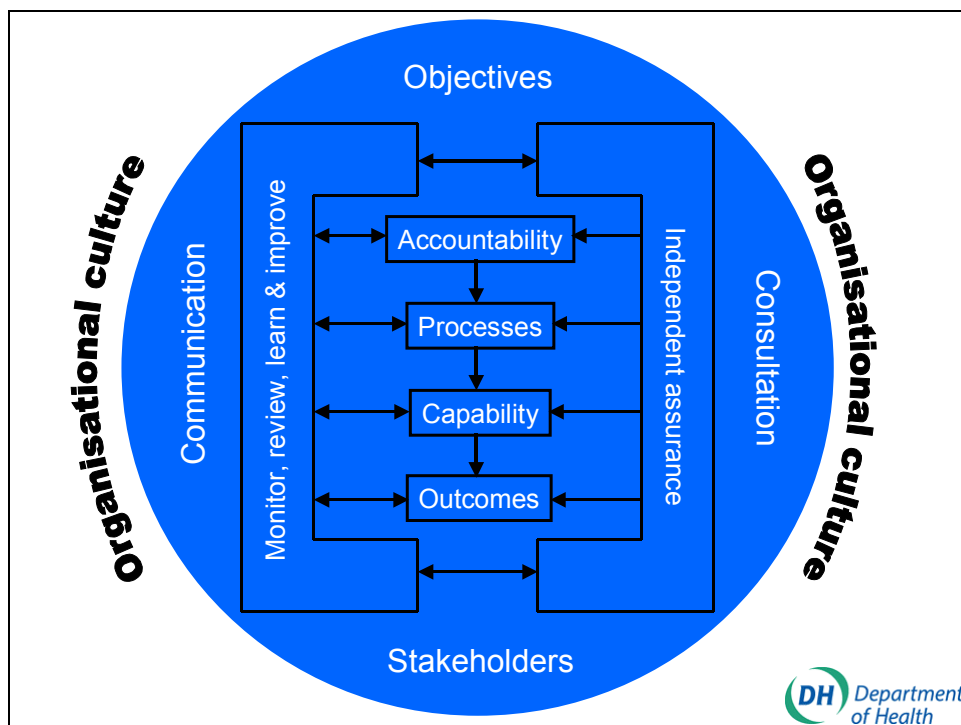 Objectives
Organisational culture
Communication
Monitor, review, learn & improve
Accountability
Processes
Capability
Outcomes
Independent assurance
Consultation
Organisational culture
Stakeholders
DH Department
of Health